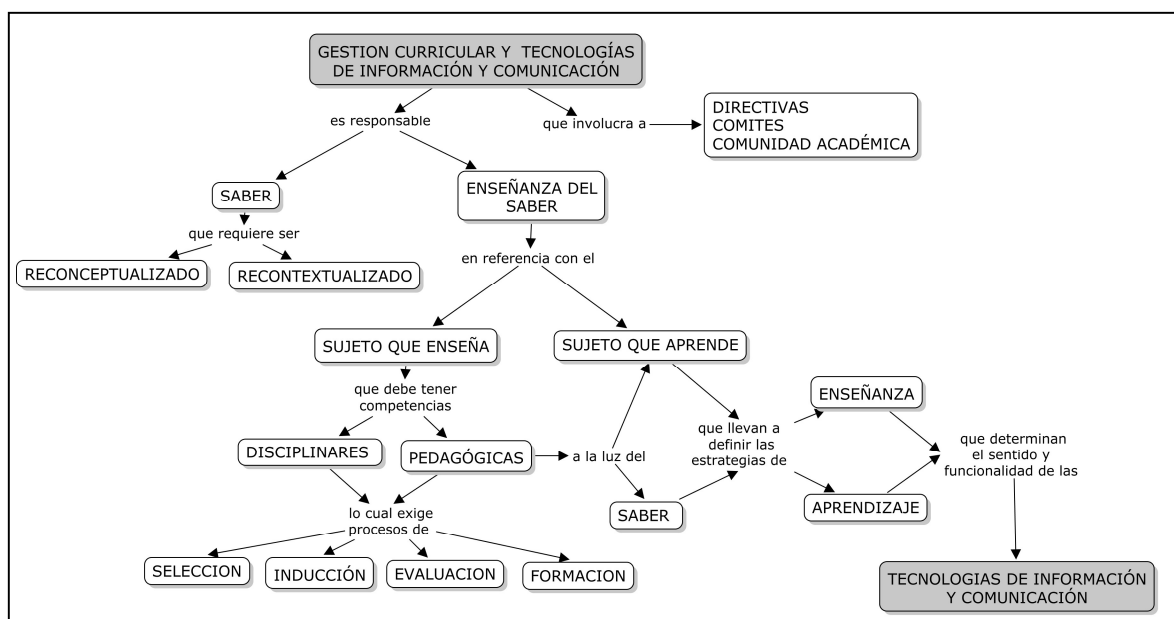 GESTION CURRICULAR Y TECNOLOGÍAS
DE INFORMACIÓN Y COMUNICACIÓN
es responsable
que involucra a
DIRECTIVAS
COMITES
COMUNIDAD ACADÉMICA
SABER
ENSEÑANZA DEL
SABER
que requiere ser
RECONCEPTUALIZADO
RECONTEXTUALIZADO
en referencia con el
SUJETO QUE ENSEÑA
SUJETO QUE APRENDE
que debe tener
competencias
DISCIPLINARES
PEDAGÓGICAS
a la luz del
SABER
que llevan a
definir las
estrategias de
ENSEÑANZA
APRENDIZAJE
que determinan
el sentido y
funcionalidad de las
lo cual exige
procesos de
SELECCION
INDUCCIÓN
EVALUACION
FORMACION
TECNOLOGIAS DE INFORMACIÓN
Y COMUNICACIÓN